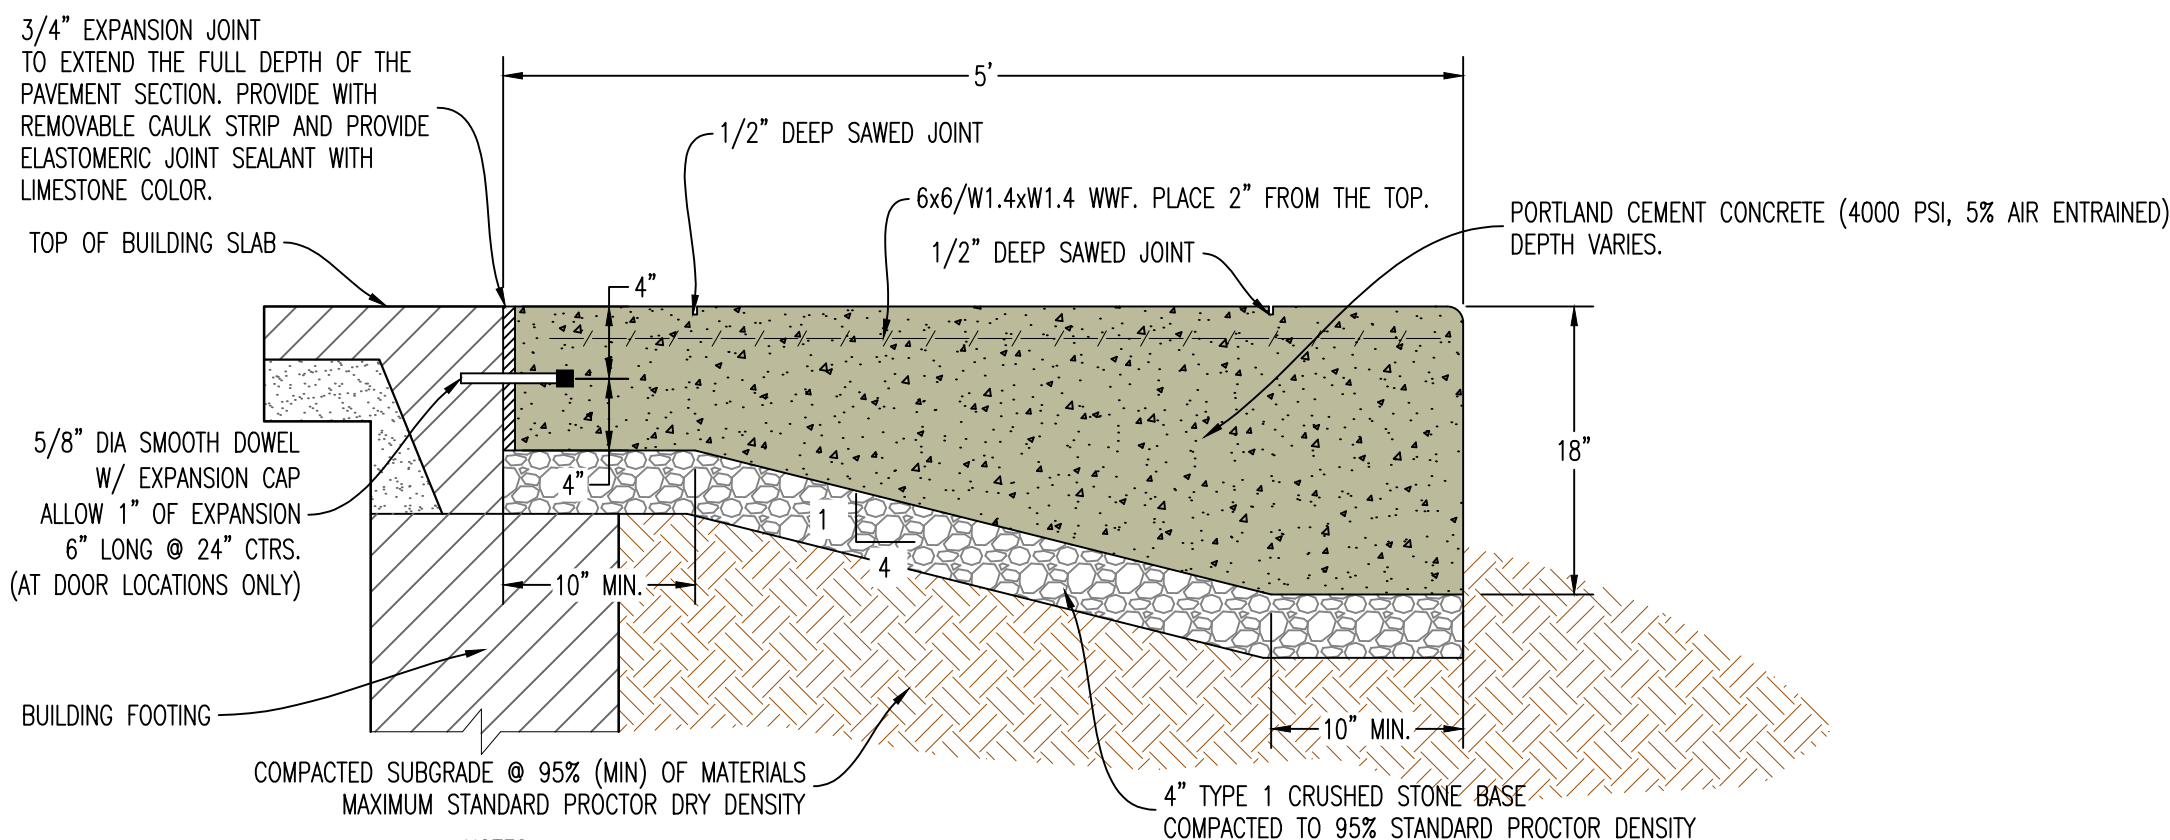 3/4” EXPANSION JOINT
TO EXTEND THE FULL DEPTH OF THE
PAVEMENT SECTION. PROVIDE WITH
REMOVABLE CAULK STRIP AND PROVIDE
ELASTOMERIC JOINT SEALANT WITH
LIMESTONE COLOR.
5'
1/2” DEEP SAWED JOINT
6x6/W1.4xW1.4 WWF. PLACE 2” FROM THE TOP.
PORTLAND CEMENT CONCRETE (4000 PSI, 5% AIR ENTRAINED)
DEPTH VARIES.
TOP OF BUILDING SLAB
1/2” DEEP SAWED JOINT
4”
18”
5/8” DIA SMOOTH DOWEL
W/ EXPANSION CAP
ALLOW 1” OF EXPANSION
6” LONG @ 24” CTRS.
(AT DOOR LOCATIONS ONLY)
4”
1
4
10” MIN.
BUILDING FOOTING
10” MIN.
COMPACTED SUBGRADE @ 95% (MIN) OF MATERIALS
MAXIMUM STANDARD PROCTOR DRY DENSITY
4” TYPE 1 CRUSHED STONE BASE
COMPACTED TO 95% STANDARD PROCTOR DENSITY